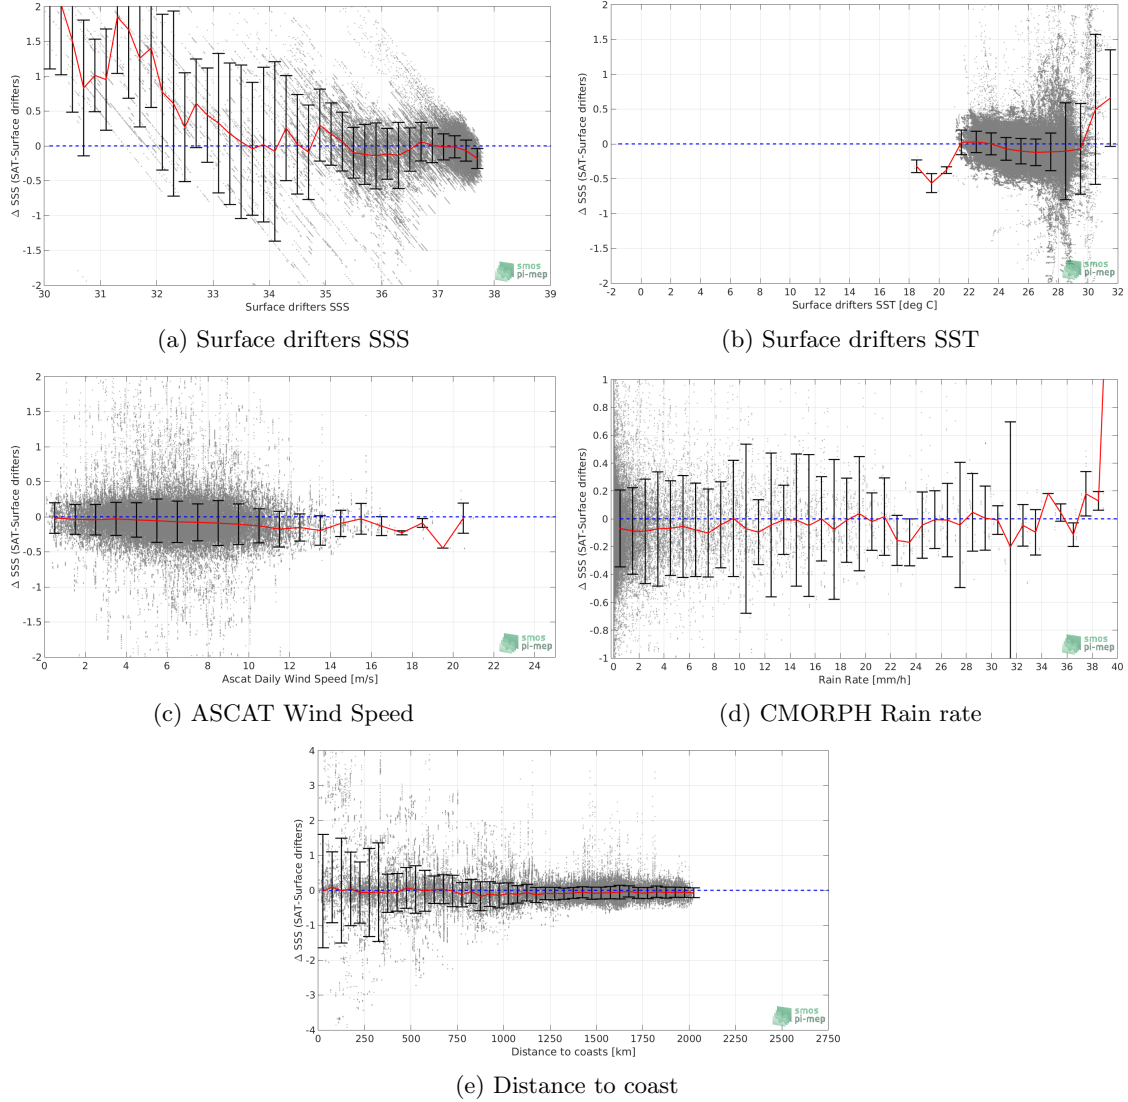 Δ SSS (SAT-Surface drifters)
2
1.5
1
0.5
0
-0.5
-1
-1.5
-2
30 31 32 33 34 35 36 37 38 39
Surface drifters SSS
smos
pi-mep
(a) Surface drifters SSS
Δ SSS (SAT-Surface drifters)
2
1.5
1
0.5
0
-0.5
-1
-1.5
-2
-2 0 2 4 6 8 10 12 14 16 18 20 22 24 26 28 30 32
Surface drifters SST [deg C]
smos
pi-mep
(b) Surface drifters SST
Δ SSS (SAT-Surface drifters)
2
1.5
1
0.5
0
-0.5
-1
-1.5
-2
0 2 4 6 8 10 12 14 16 18 20 22 24
Ascat Daily Wind Speed [m/s]
smos
pi-mep
(c) ASCAT Wind Speed
Δ SSS (SAT-Surface drifters)
1
0.8
0.6
0.4
0.2
0
-0.2
-0.4
-0.6
-0.8
-1
0 2 4 6 8 10 12 14 16 18 20 22 24 26 28 30 32 34 36 38 40
Rain Rate [mm/h]
smos
pi-mep
(d) CMORPH Rain rate
Δ SSS (SAT-Surface drifters)
4
3
2
1
0
-1
-2
-3
-4
0 250 500 750 1000 1250 1500 1750 2000 2250 2500 2750
Distance to coasts [km]
smos
pi-mep
(e) Distance to coast